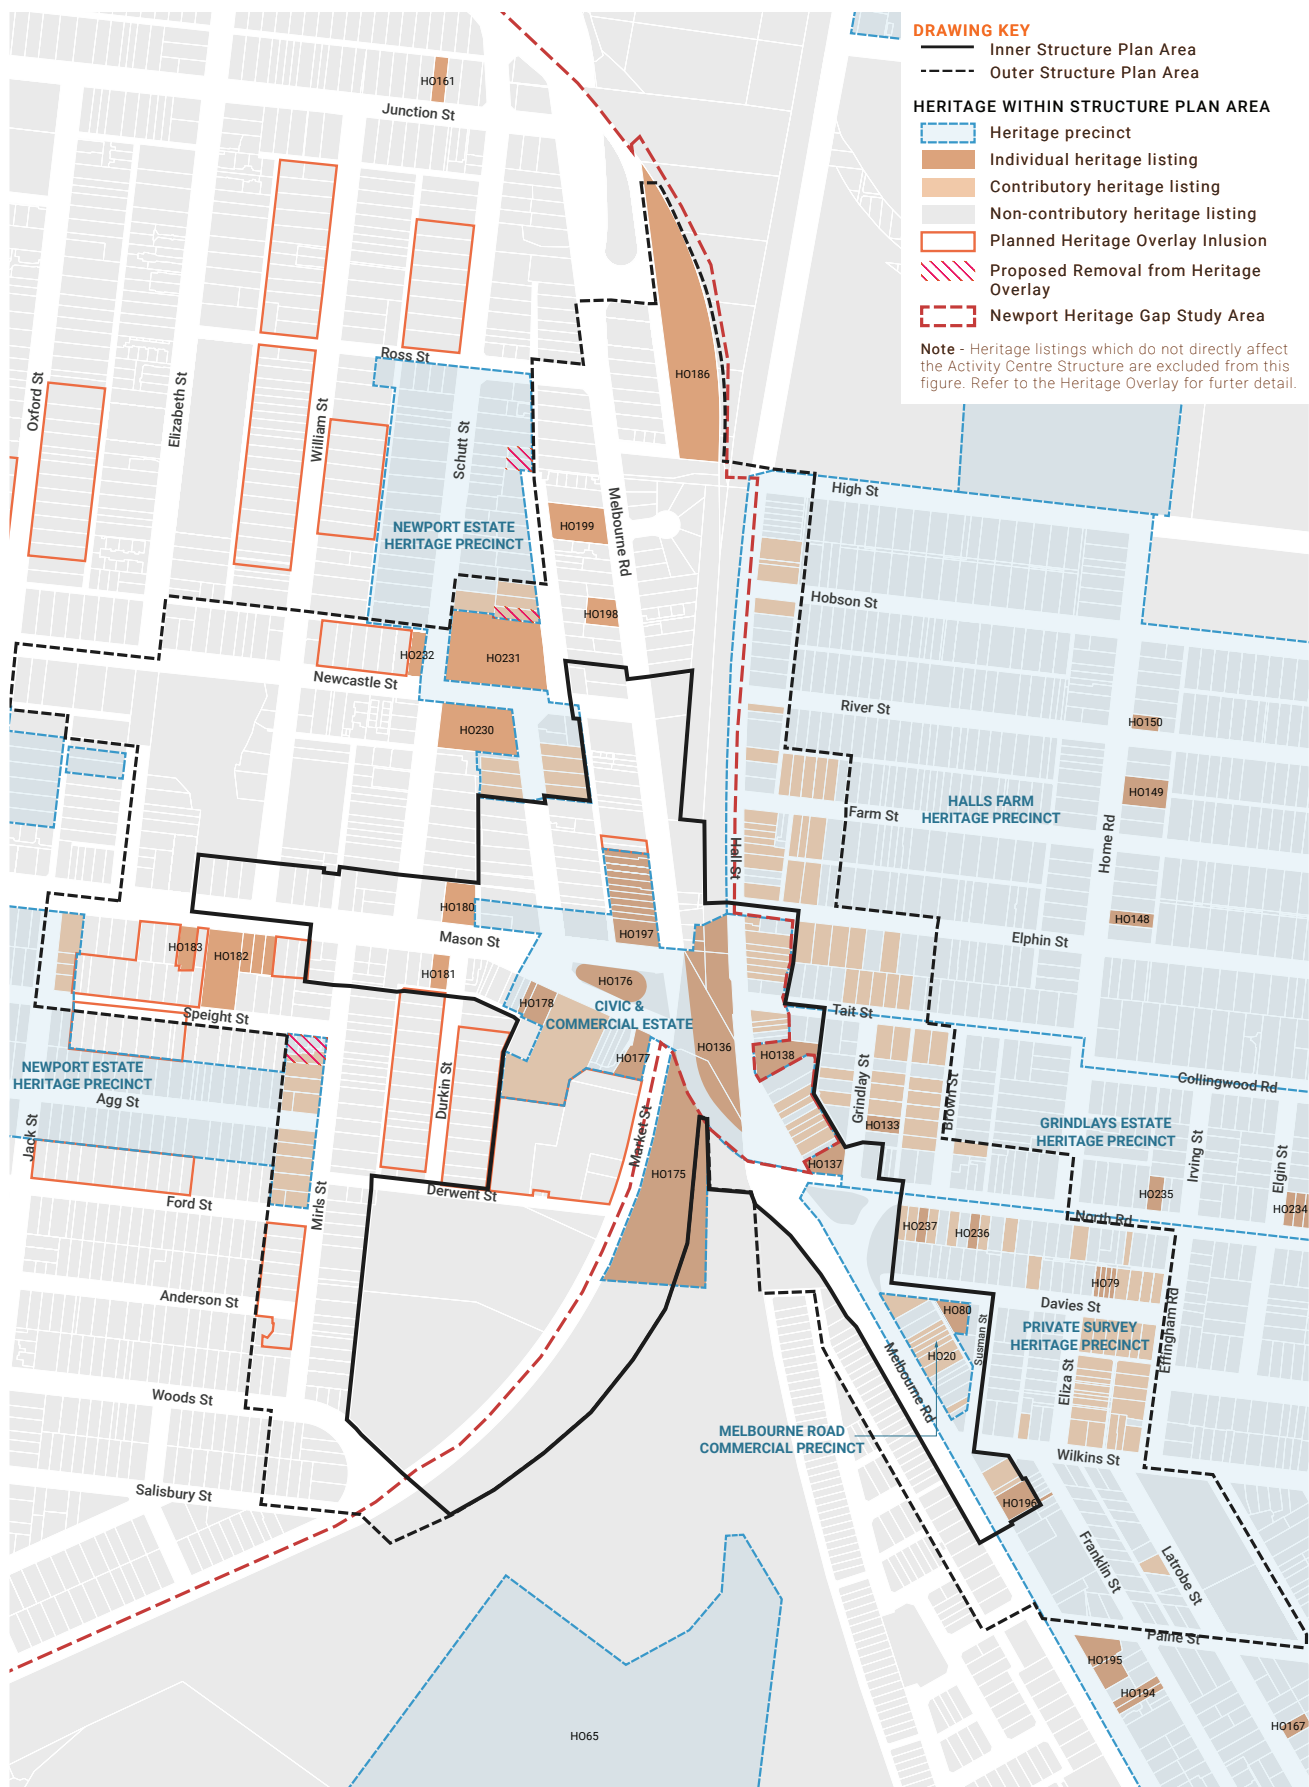 DRAWING KEY
Inner Structure Plan Area
Outer Structure Plan Area
HERITAGE WITHIN STRUCTURE PLAN AREA
Heritage precinct
Individual heritage listing
Contributory heritage listing
Non-contributory heritage listing
Planned Heritage Overlay Inlusion
Proposed Removal from Heritage
Overlay
Newport Heritage Gap Study Area
Note - Heritage listings which do not directly affect
the Activity Centre Structure are excluded from this
figure. Refer to the Heritage Overlay for furter detail.
HO161
Junction St
Ross St
HO186
Oxford St
Elizabeth St
William St
Schutt St
Melbourne Rd
High St
NEWPORT ESTATE
HERITAGE PRECINCT
HO199
HO198
Hobson St
HO232
HO231
Newcastle St
HO230
River St
HO150
HO149
HALLS FARM
HERITAGE PRECINCT
Farm St
Hall St
Home Rd
HO180
HO197
HO148
Mason St
Elphin St
HO183
HO182
HO181
HO176
HO178
CIVIC &
COMMERCIAL ESTATE
Speight St
Tait St
HO136
HO138
HO177
NEWPORT ESTATE
HERITAGE PRECINCT
Agg St
Jack St
Durkin St
Market St
Grindlay St
Brown St
Collingwood Rd
HO133
GRINDLAYS ESTATE
HERITAGE PRECINCT
Irving St
Elgin St
HO137
HO175
HO235
HO234
Derwent St
Ford St
Mirls St
North Rd
HO237
HO236
HO79
Anderson St
HO80
Davies St
Susman St
PRIVATE SURVEY
HERITAGE PRECINCT
Effingham Rd
HO20
Eliza St
Melbourne Rd
Woods St
MELBOURNE ROAD
COMMERCIAL PRECINCT
Wilkins St
Salisbury St
HO196
Franklin St
Latrobe St
Paine St
HO195
HO194
HO167
HO65